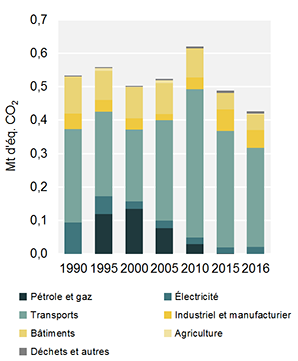 0,7
0,6
0,5
0,4
0,3
0,2
0,1
0,0
Mt d'éq. CO2
1990 1995 2000 2005 2010 2015 2016
Pétrole et gaz
Électricité
Transports
Industriel et manufacturier
Bâtiments
Agriculture
Déchets et autres